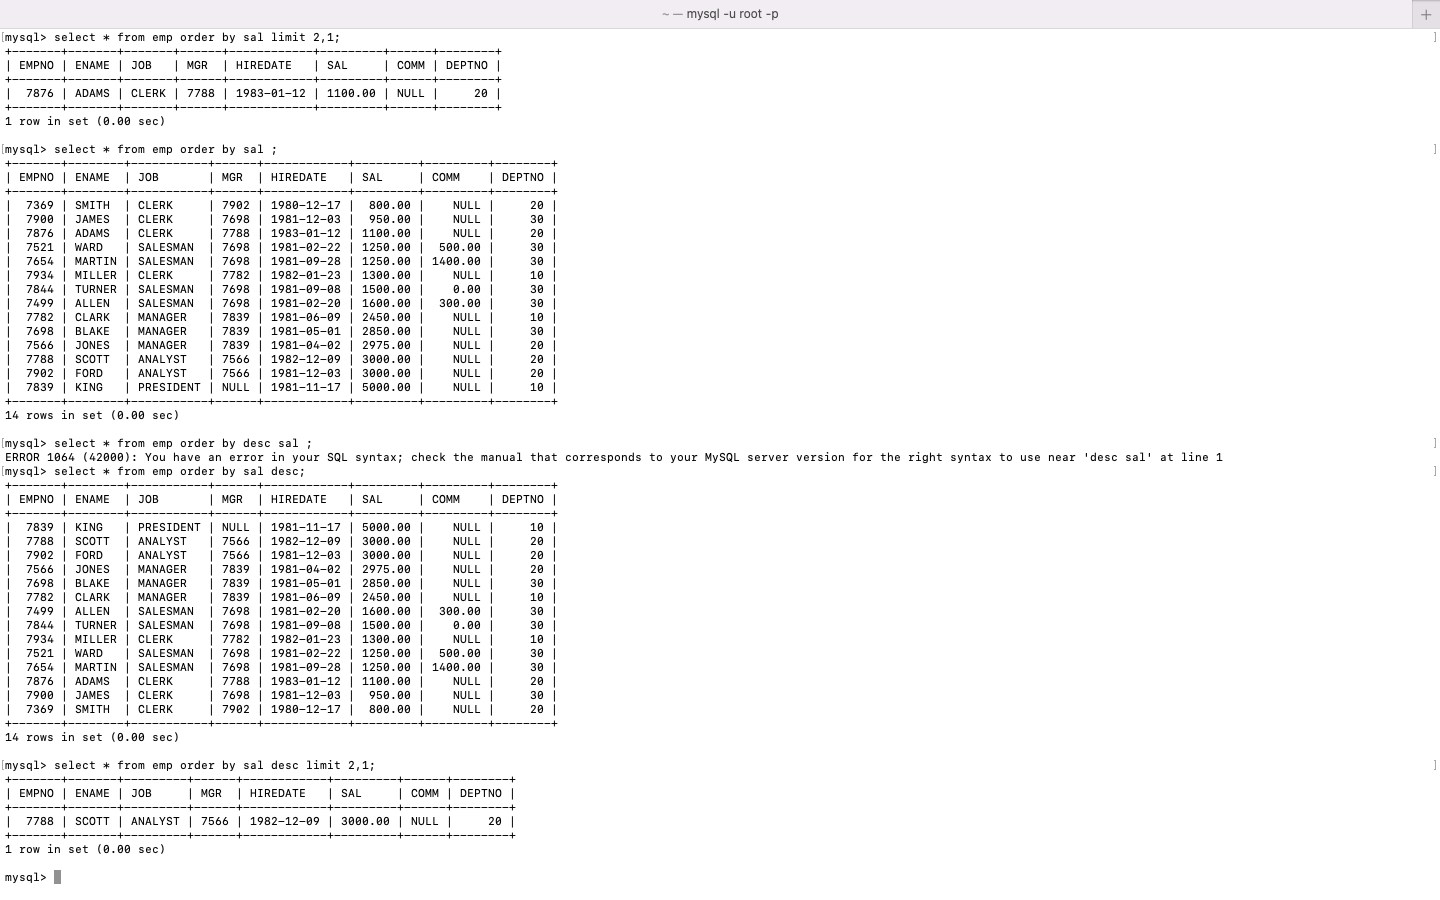 ~ — mysql -u root -p
+
mysql> select * from emp order by sal limit 2,1;
+-------+-------+-------+------+------------+---------+------+--------+
| EMPNO | ENAME | JOB   | MGR  | HIREDATE   | SAL     | COMM | DEPTNO |
+-------+-------+-------+------+------------+---------+------+--------+
|  7876 | ADAMS | CLERK | 7788 | 1983-01-12 | 1100.00 | NULL |     20 |
+-------+-------+-------+------+------------+---------+------+--------+
1 row in set (0.00 sec)
mysql> select * from emp order by sal ;
+-------+--------+-----------+------+------------+---------+---------+--------+
| EMPNO | ENAME  | JOB       | MGR  | HIREDATE   | SAL     | COMM    | DEPTNO |
+-------+--------+-----------+------+------------+---------+---------+--------+
|  7369 | SMITH  | CLERK     | 7902 | 1980-12-17 |  800.00 |    NULL |     20 |
|  7900 | JAMES  | CLERK     | 7698 | 1981-12-03 |  950.00 |    NULL |     30 |
|  7876 | ADAMS  | CLERK     | 7788 | 1983-01-12 | 1100.00 |    NULL |     20 |
|  7521 | WARD   | SALESMAN  | 7698 | 1981-02-22 | 1250.00 |  500.00 |     30 |
|  7654 | MARTIN | SALESMAN  | 7698 | 1981-09-28 | 1250.00 | 1400.00 |     30 |
|  7934 | MILLER | CLERK     | 7782 | 1982-01-23 | 1300.00 |    NULL |     10 |
|  7844 | TURNER | SALESMAN  | 7698 | 1981-09-08 | 1500.00 |    0.00 |     30 |
|  7499 | ALLEN  | SALESMAN  | 7698 | 1981-02-20 | 1600.00 |  300.00 |     30 |
|  7782 | CLARK  | MANAGER   | 7839 | 1981-06-09 | 2450.00 |    NULL |     10 |
|  7698 | BLAKE  | MANAGER   | 7839 | 1981-05-01 | 2850.00 |    NULL |     30 |
|  7566 | JONES  | MANAGER   | 7839 | 1981-04-02 | 2975.00 |    NULL |     20 |
|  7788 | SCOTT  | ANALYST   | 7566 | 1982-12-09 | 3000.00 |    NULL |     20 |
|  7902 | FORD   | ANALYST   | 7566 | 1981-12-03 | 3000.00 |    NULL |     20 |
|  7839 | KING   | PRESIDENT | NULL | 1981-11-17 | 5000.00 |    NULL |     10 |
+-------+--------+-----------+------+------------+---------+---------+--------+
14 rows in set (0.00 sec)
mysql> select * from emp order by desc sal ;
ERROR 1064 (42000): You have an error in your SQL syntax; check the manual that corresponds to your MySQL server version for the right syntax to use near 'desc sal' at line 1
mysql> select * from emp order by sal desc;
+-------+--------+-----------+------+------------+---------+---------+--------+
| EMPNO | ENAME  | JOB       | MGR  | HIREDATE   | SAL     | COMM    | DEPTNO |
+-------+--------+-----------+------+------------+---------+---------+--------+
|  7839 | KING   | PRESIDENT | NULL | 1981-11-17 | 5000.00 |    NULL |     10 |
|  7788 | SCOTT  | ANALYST   | 7566 | 1982-12-09 | 3000.00 |    NULL |     20 |
|  7902 | FORD   | ANALYST   | 7566 | 1981-12-03 | 3000.00 |    NULL |     20 |
|  7566 | JONES  | MANAGER   | 7839 | 1981-04-02 | 2975.00 |    NULL |     20 |
|  7698 | BLAKE  | MANAGER   | 7839 | 1981-05-01 | 2850.00 |    NULL |     30 |
|  7782 | CLARK  | MANAGER   | 7839 | 1981-06-09 | 2450.00 |    NULL |     10 |
|  7499 | ALLEN  | SALESMAN  | 7698 | 1981-02-20 | 1600.00 |  300.00 |     30 |
|  7844 | TURNER | SALESMAN  | 7698 | 1981-09-08 | 1500.00 |    0.00 |     30 |
|  7934 | MILLER | CLERK     | 7782 | 1982-01-23 | 1300.00 |    NULL |     10 |
|  7521 | WARD   | SALESMAN  | 7698 | 1981-02-22 | 1250.00 |  500.00 |     30 |
|  7654 | MARTIN | SALESMAN  | 7698 | 1981-09-28 | 1250.00 | 1400.00 |     30 |
|  7876 | ADAMS  | CLERK     | 7788 | 1983-01-12 | 1100.00 |    NULL |     20 |
|  7900 | JAMES  | CLERK     | 7698 | 1981-12-03 |  950.00 |    NULL |     30 |
|  7369 | SMITH  | CLERK     | 7902 | 1980-12-17 |  800.00 |    NULL |     20 |
+-------+--------+-----------+------+------------+---------+---------+--------+
14 rows in set (0.00 sec)
mysql> select * from emp order by sal desc limit 2,1;
+-------+-------+---------+------+------------+---------+------+--------+
| EMPNO | ENAME | JOB     | MGR  | HIREDATE   | SAL     | COMM | DEPTNO |
+-------+-------+---------+------+------------+---------+------+--------+
|  7788 | SCOTT | ANALYST | 7566 | 1982-12-09 | 3000.00 | NULL |     20 |
+-------+-------+---------+------+------------+---------+------+--------+
1 row in set (0.00 sec)
mysql>